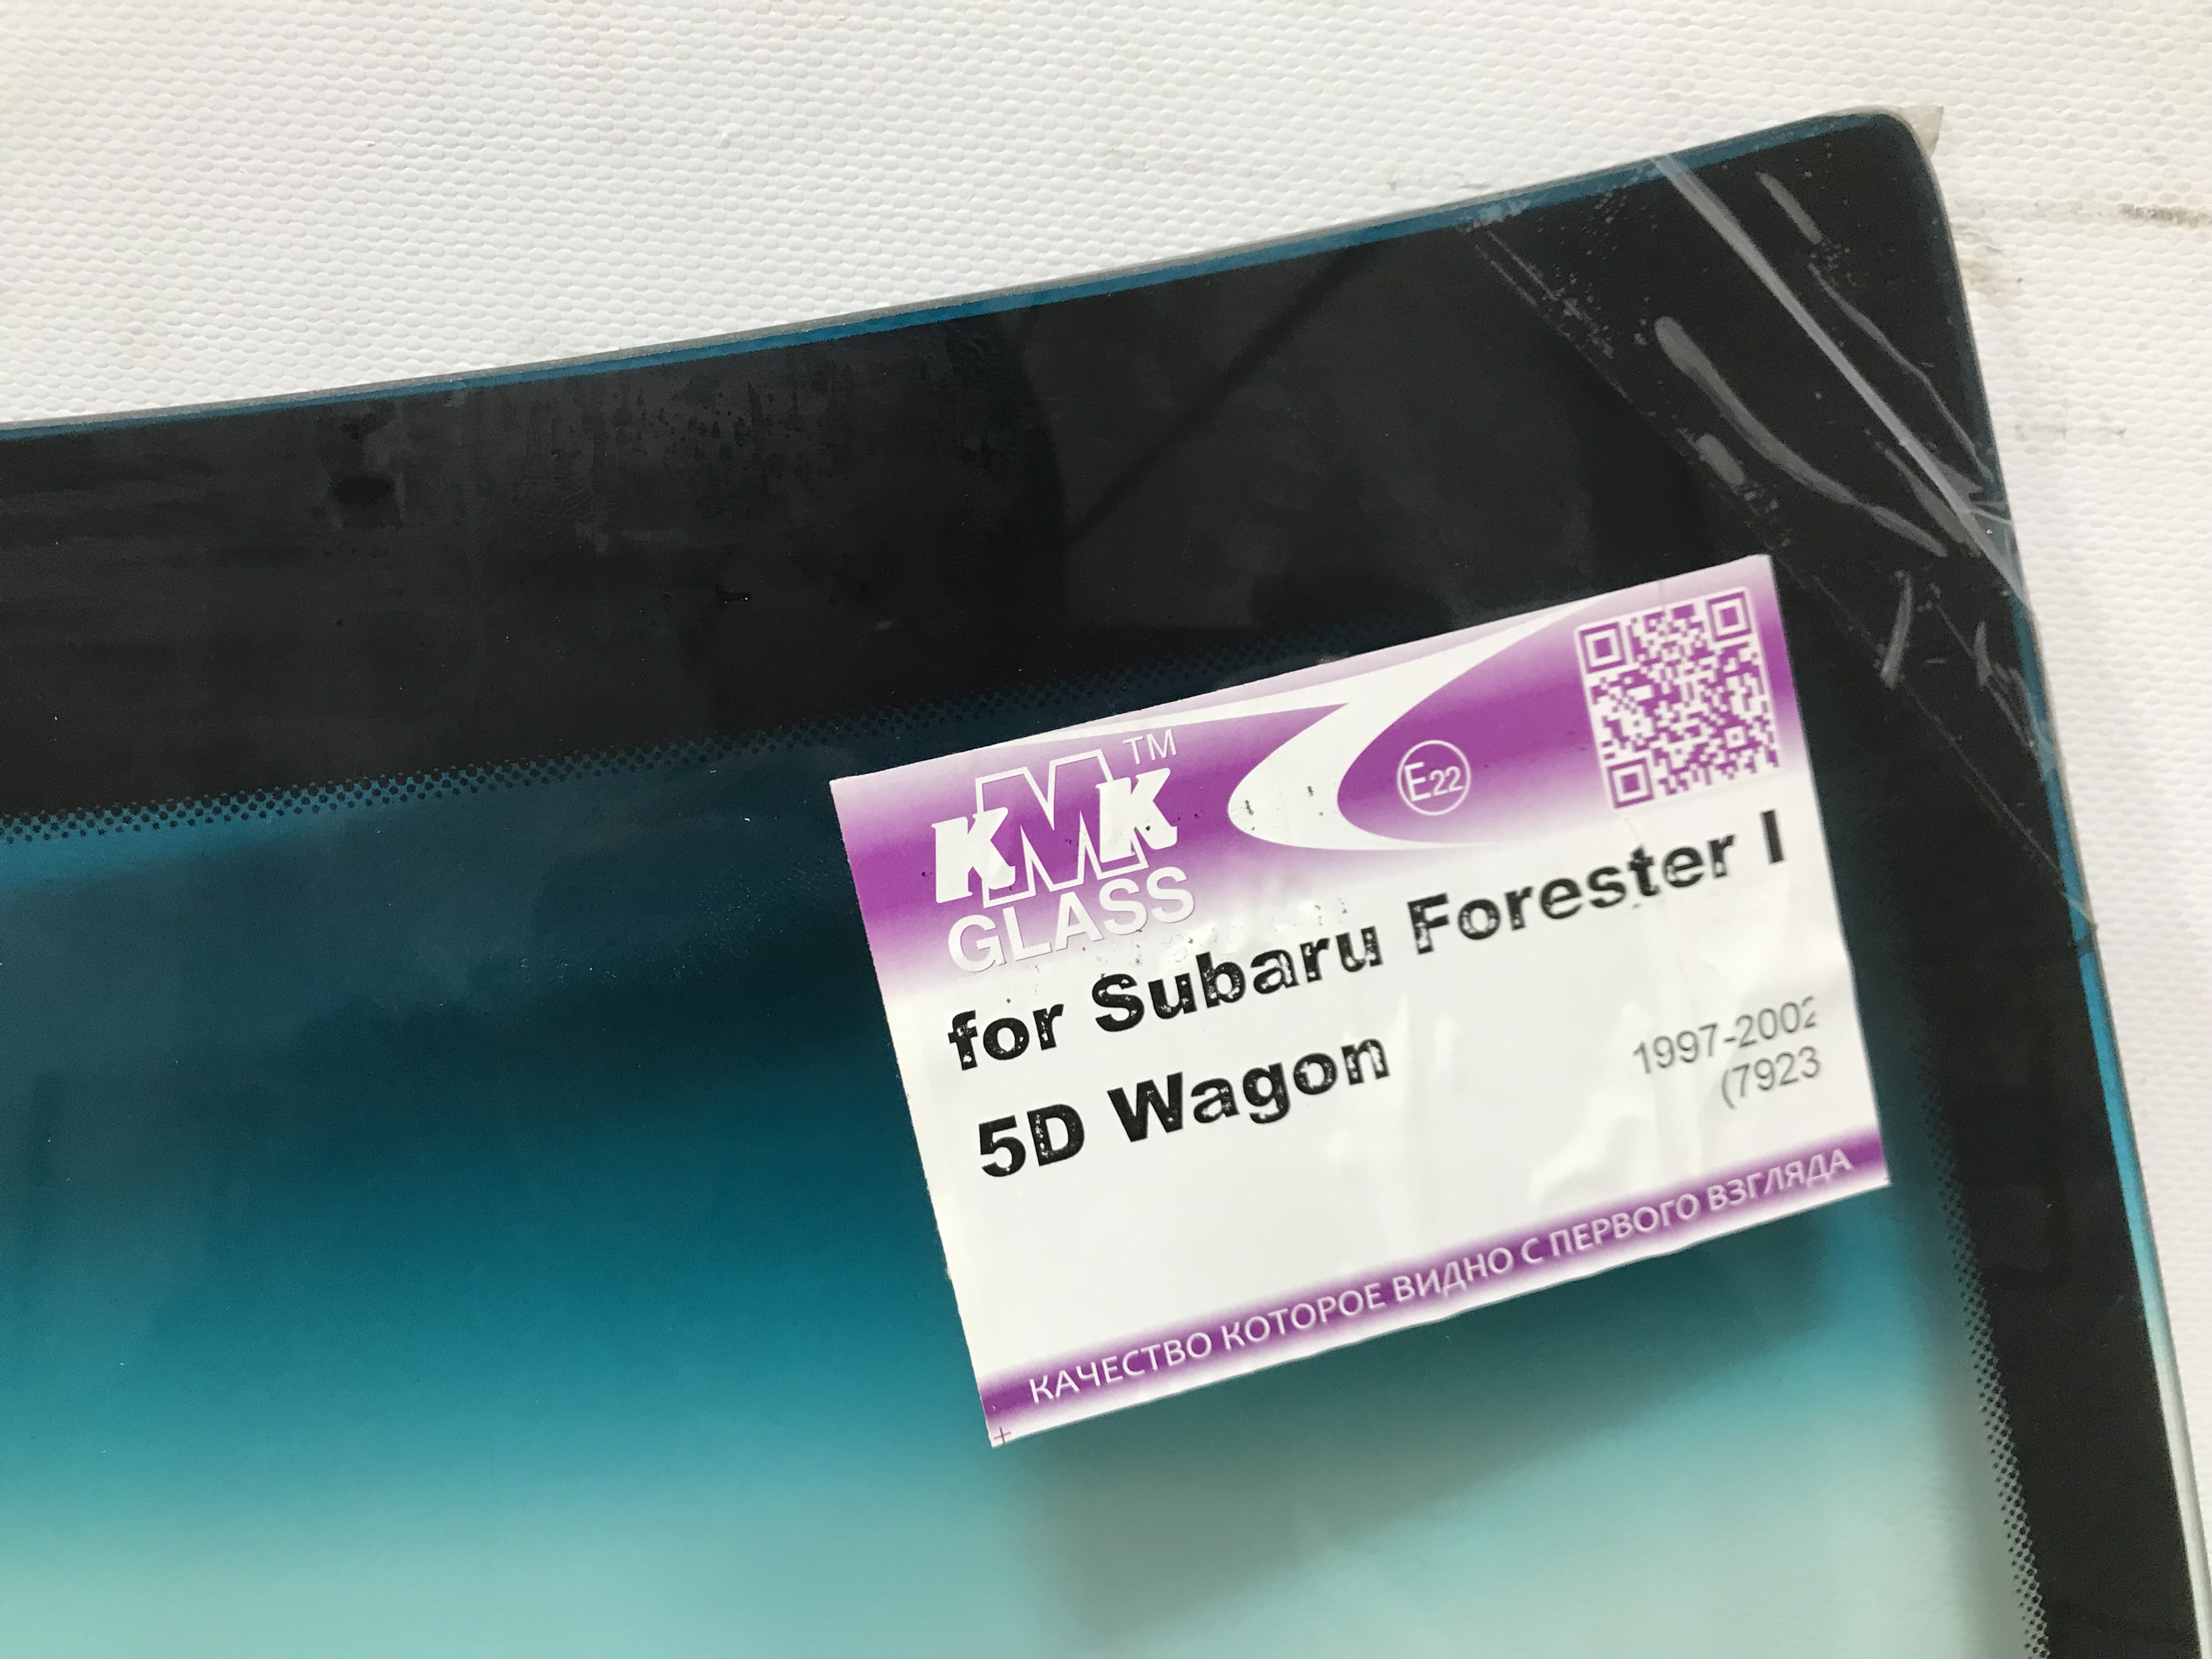 KMK™
GLASS
E22
for Subaru Forester I
5D Wagon
1997-2002
(7923
КАЧЕСТВО КОТОРОЕ ВИДНО С ПЕРВОГО ВЗГЛЯДА